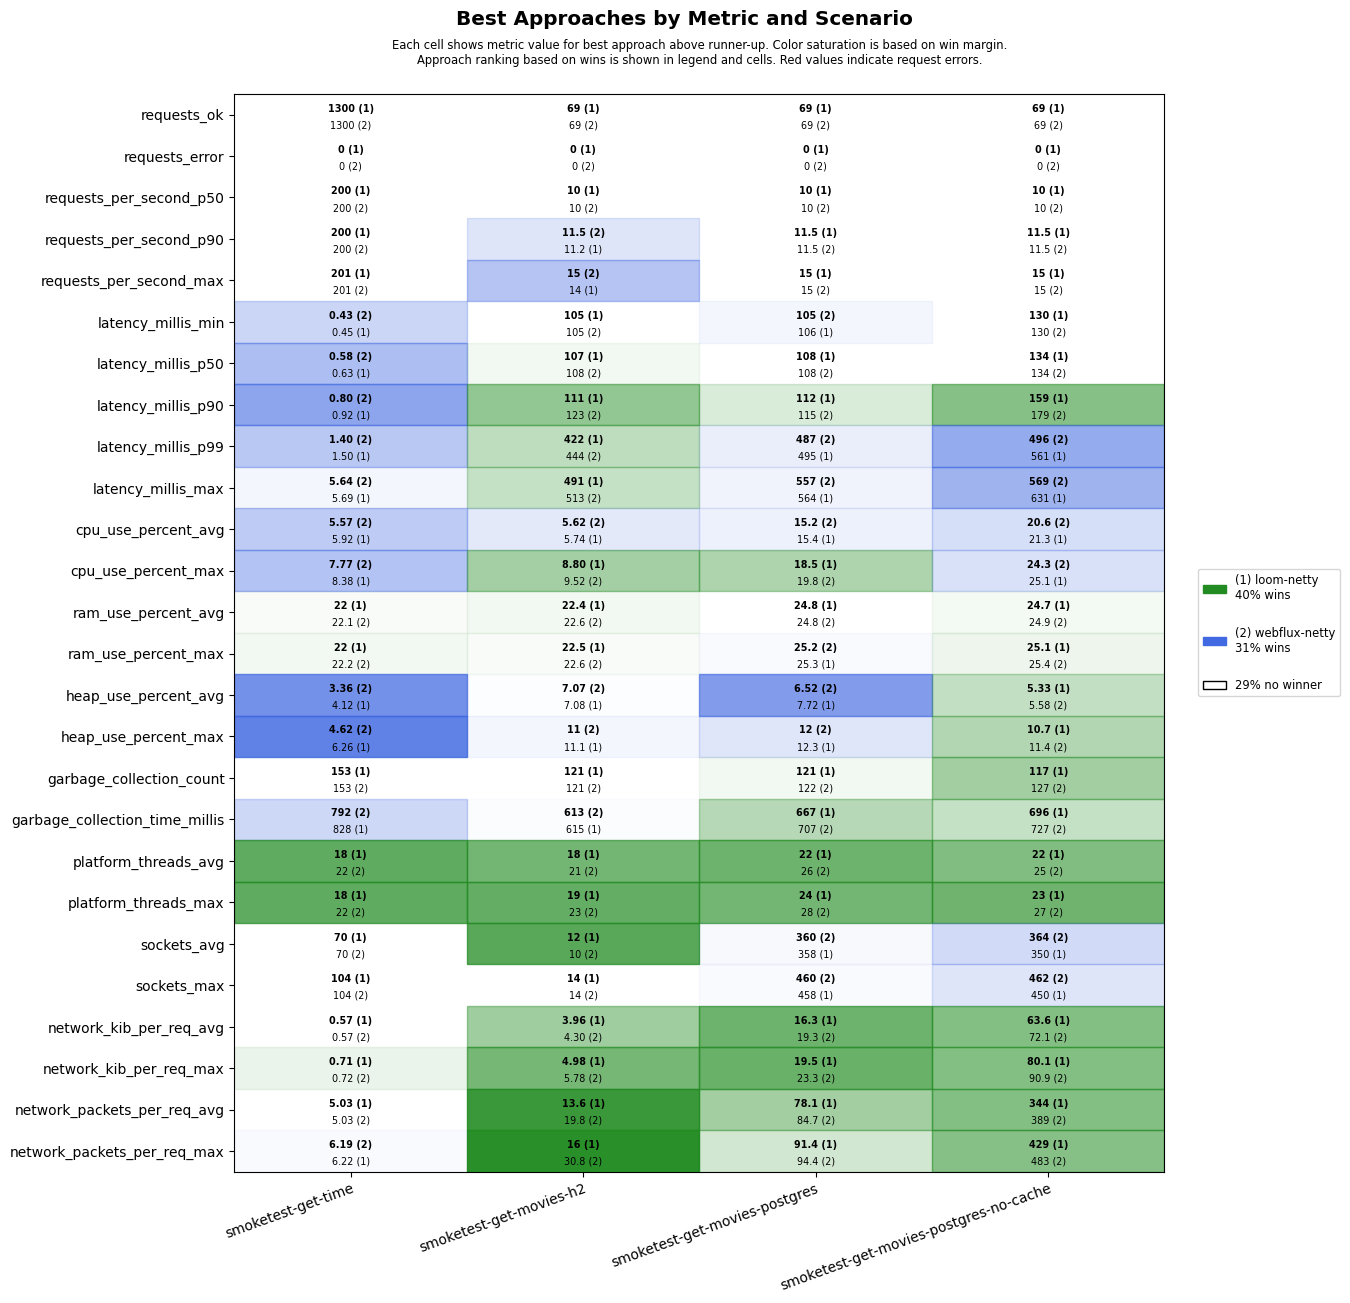 Best Approaches by Metric and Scenario
Each cell shows metric value for best approach above runner-up. Color saturation is based on win margin.
Approach ranking based on wins is shown in legend and cells. Red values indicate request errors.
requests_ok
1300 (1) 69 (1) 69 (1) 69 (1)
1300 (2) 69 (2) 69 (2) 69 (2)
requests_error
0 (1) 0 (1) 0 (1) 0 (1)
0 (2) 0 (2) 0 (2) 0 (2)
requests_per_second_p50
200 (1) 10 (1) 10 (1) 10 (1)
200 (2) 10 (2) 10 (2) 10 (2)
requests_per_second_p90
200 (1) 11.5 (2) 11.5 (1) 11.5 (1)
200 (2) 11.2 (1) 11.5 (2) 11.5 (2)
requests_per_second_max
201 (1) 15 (2) 15 (1) 15 (1)
201 (2) 14 (1) 15 (2) 15 (2)
latency_millis_min
0.43 (2) 105 (1) 105 (2) 130 (1)
0.45 (1) 105 (2) 106 (1) 130 (2)
latency_millis_p50
0.58 (2) 107 (1) 108 (1) 134 (1)
0.63 (1) 108 (2) 108 (2) 134 (2)
latency_millis_p90
0.80 (2) 111 (1) 112 (1) 159 (1)
0.92 (1) 123 (2) 115 (2) 179 (2)
latency_millis_p99
1.40 (2) 422 (1) 487 (2) 496 (2)
1.50 (1) 444 (2) 495 (1) 561 (1)
latency_millis_max
5.64 (2) 491 (1) 557 (2) 569 (2)
5.69 (1) 513 (2) 564 (1) 631 (1)
cpu_use_percent_avg
5.57 (2) 5.62 (2) 15.2 (2) 20.6 (2)
5.92 (1) 5.74 (1) 15.4 (1) 21.3 (1)
cpu_use_percent_max
7.77 (2) 8.80 (1) 18.5 (1) 24.3 (2)
8.38 (1) 9.52 (2) 19.8 (2) 25.1 (1)
ram_use_percent_avg
22 (1) 22.4 (1) 24.8 (1) 24.7 (1)
22.1 (2) 22.6 (2) 24.8 (2) 24.9 (2)
ram_use_percent_max
22 (1) 22.5 (1) 25.2 (2) 25.1 (1)
22.2 (2) 22.6 (2) 25.3 (1) 25.4 (2)
heap_use_percent_avg
3.36 (2) 7.07 (2) 6.52 (2) 5.33 (1)
4.12 (1) 7.08 (1) 7.72 (1) 5.58 (2)
heap_use_percent_max
4.62 (2) 11 (2) 12 (2) 10.7 (1)
6.26 (1) 11.1 (1) 12.3 (1) 11.4 (2)
garbage_collection_count
153 (1) 121 (1) 121 (1) 117 (1)
153 (2) 121 (2) 122 (2) 127 (2)
garbage_collection_time_millis
792 (2) 613 (2) 667 (1) 696 (1)
828 (1) 615 (1) 707 (2) 727 (2)
platform_threads_avg
18 (1) 18 (1) 22 (1) 22 (1)
22 (2) 21 (2) 26 (2) 25 (2)
platform_threads_max
18 (1) 19 (1) 24 (1) 23 (1)
22 (2) 23 (2) 28 (2) 27 (2)
sockets_avg
70 (1) 12 (1) 360 (2) 364 (2)
70 (2) 10 (2) 358 (1) 350 (1)
sockets_max
104 (1) 14 (1) 460 (2) 462 (2)
104 (2) 14 (2) 458 (1) 450 (1)
network_kib_per_req_avg
0.57 (1) 3.96 (1) 16.3 (1) 63.6 (1)
0.57 (2) 4.30 (2) 19.3 (2) 72.1 (2)
network_kib_per_req_max
0.71 (1) 4.98 (1) 19.5 (1) 80.1 (1)
0.72 (2) 5.78 (2) 23.3 (2) 90.9 (2)
network_packets_per_req_avg
5.03 (1) 13.6 (1) 78.1 (1) 344 (1)
5.03 (2) 19.8 (2) 84.7 (2) 389 (2)
network_packets_per_req_max
6.19 (2) 16 (1) 91.4 (1) 429 (1)
6.22 (1) 30.8 (2) 94.4 (2) 483 (2)
smoketest-get-time
smoketest-get-movies-h2
smoketest-get-movies-postgres
smoketest-get-movies-postgres-no-cache
(1) loom-netty
40% wins
(2) webflux-netty
31% wins
29% no winner